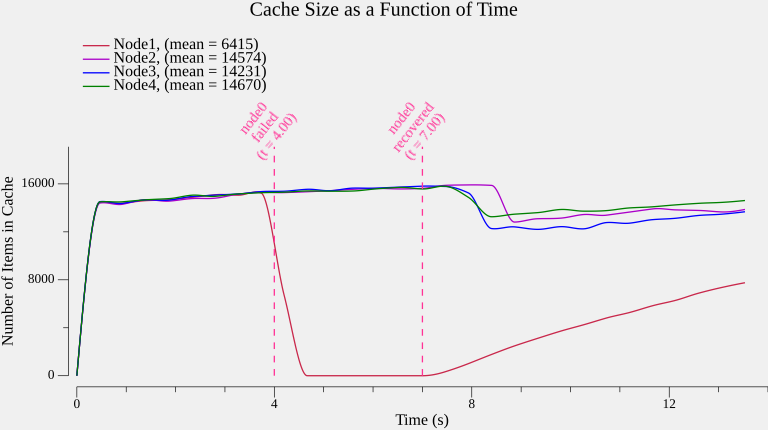 Cache Size as a Function of Time
Node1, (mean = 6415)
Node2, (mean = 14574)
Node3, (mean = 14231)
Node4, (mean = 14670)
node0
failed
(t = 4.00)
node0
recovered
(t = 7.00)
Number of Items in Cache
16000
8000
0
0 4 8 12
Time (s)